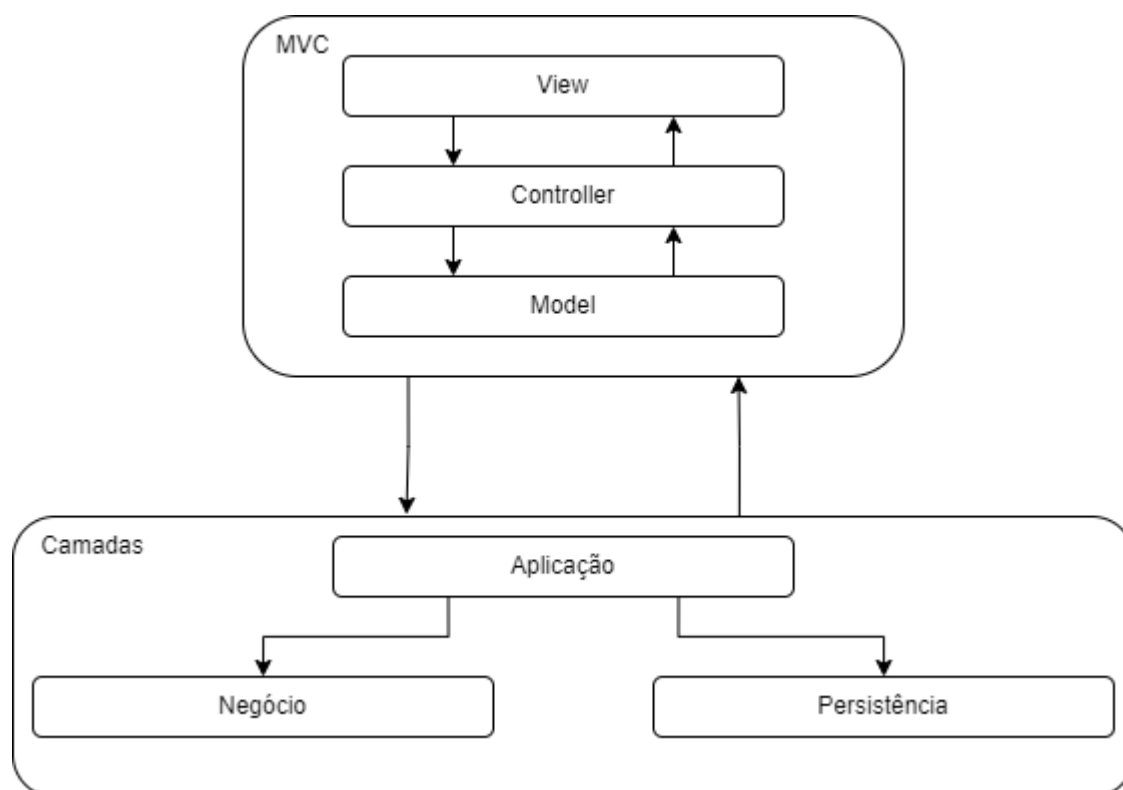 MVC
View
Controller
Model
Camadas
Aplicação
Negócio
Persistência